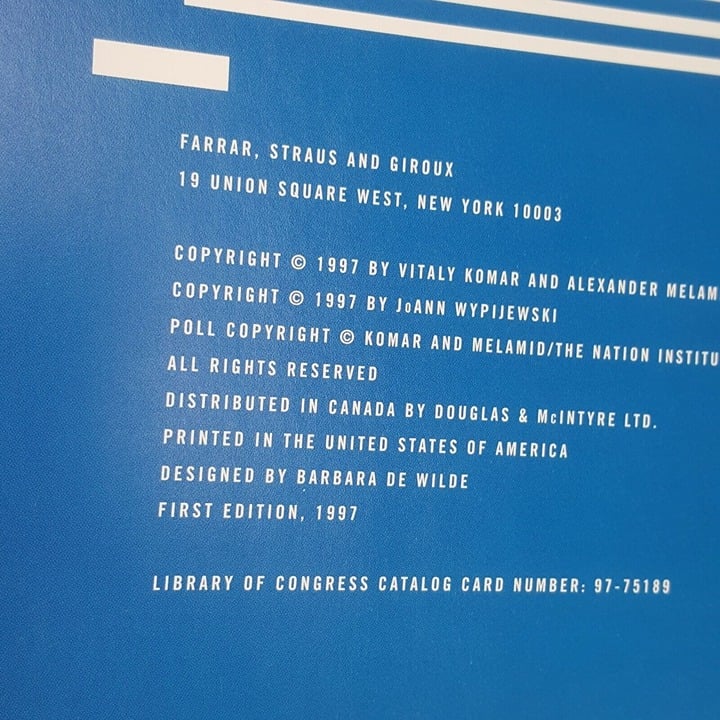 FARRAR, STRAUS AND GIROUX
19 UNION SQUARE WEST, NEW YORK 10003
COPYRIGHT © 1997 BY VITALY KOMAR AND ALEXANDER MELAM
COPYRIGHT © 1997 BY JoANN WYPIJEWSKI
POLL COPYRIGHT © KOMAR AND MELAMID/THE NATION INSTITU
ALL RIGHTS RESERVED
DISTRIBUTED IN CANADA BY DOUGLAS & McINTYRE LTD.
PRINTED IN THE UNITED STATES OF AMERICA
DESIGNED BY BARBARA DE WILDE
FIRST EDITION, 1997
LIBRARY OF CONGRESS CATALOG CARD NUMBER: 97-75189